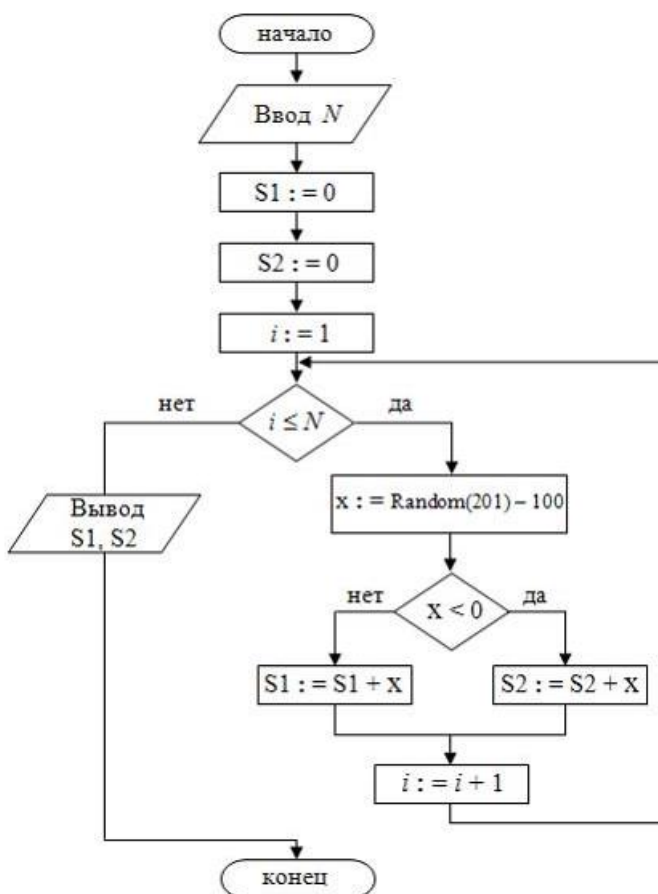 начало
Ввод N
S1 : = 0
S2 : = 0
i : = 1
нет
i ≤ N
да
Вывод
S1, S2
x : = Random(201) – 100
нет
x < 0
да
S1 : = S1 + x
S2 : = S2 + x
i : = i + 1
конец